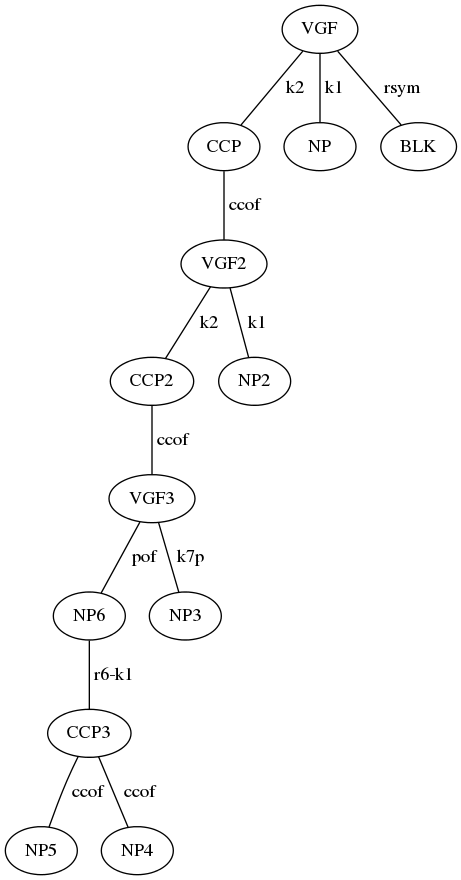 VGF
k2 k1 rsym
CCP NP BLK
ccof
VGF2
k2 k1
CCP2 NP2
ccof
VGF3
pof k7p
NP6 NP3
r6-k1
CCP3
ccof ccof
NP5 NP4